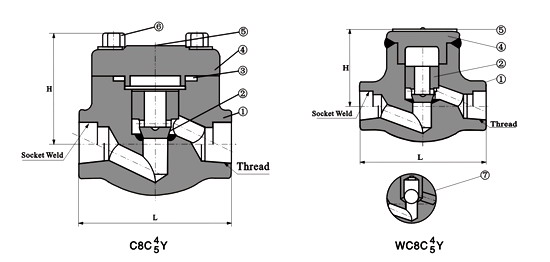 ⑥
⑤
④
③
②
①
H
Socket Weld
Thread
L
C8C 4/5 Y
⑤
④
②
①
H
Socket Weld
Thread
L
⑦
WC8C 4/5 Y